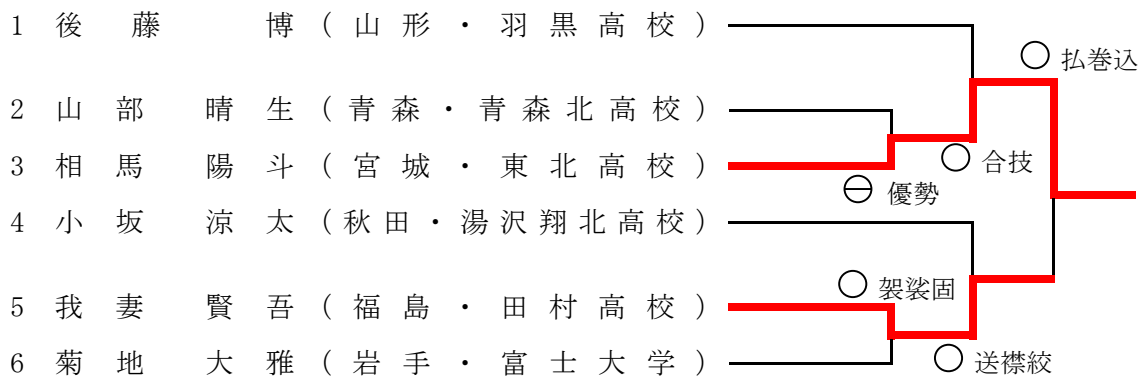 1 後藤 博(山形・羽黒高校)
○ 払巻込
2 山部 晴生(青森・青森北高校)
3 相馬 陽斗(宮城・東北高校)
○ 合技
⊖ 優勢
4 小坂 涼太(秋田・湯沢翔北高校)
○ 袈裟固
5 我妻 賢吾(福島・田村高校)
6 菊地 大雅(岩手・富士大学)
○ 送襟絞